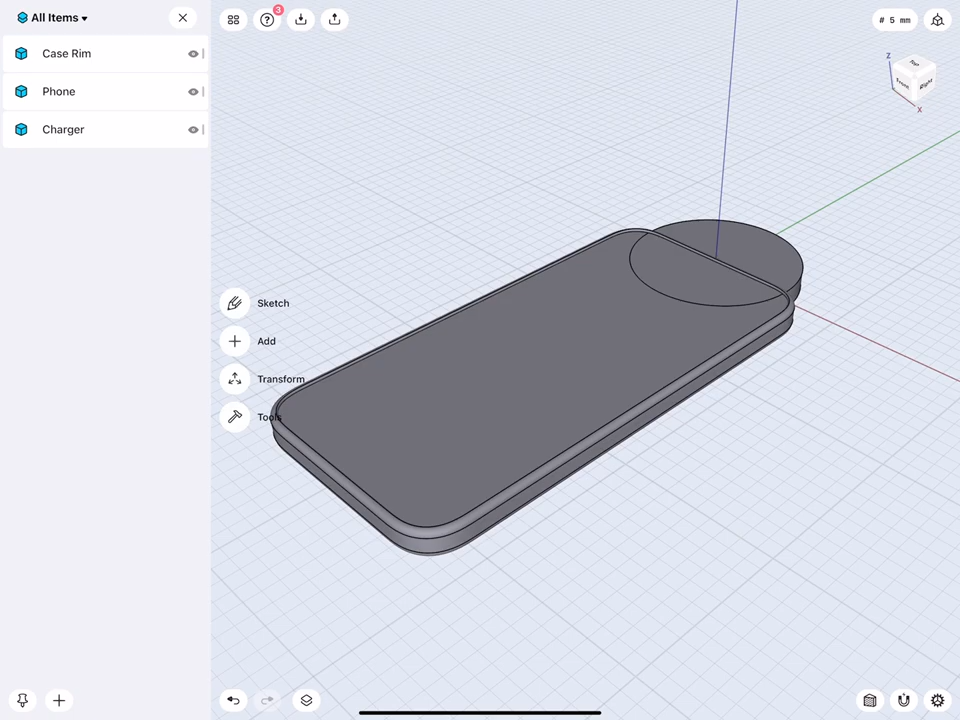 All Items
3
# 5 mm
Case Rim
Phone
Charger
Z
Top
Front
Right
X
Sketch
Add
Transform
Tools